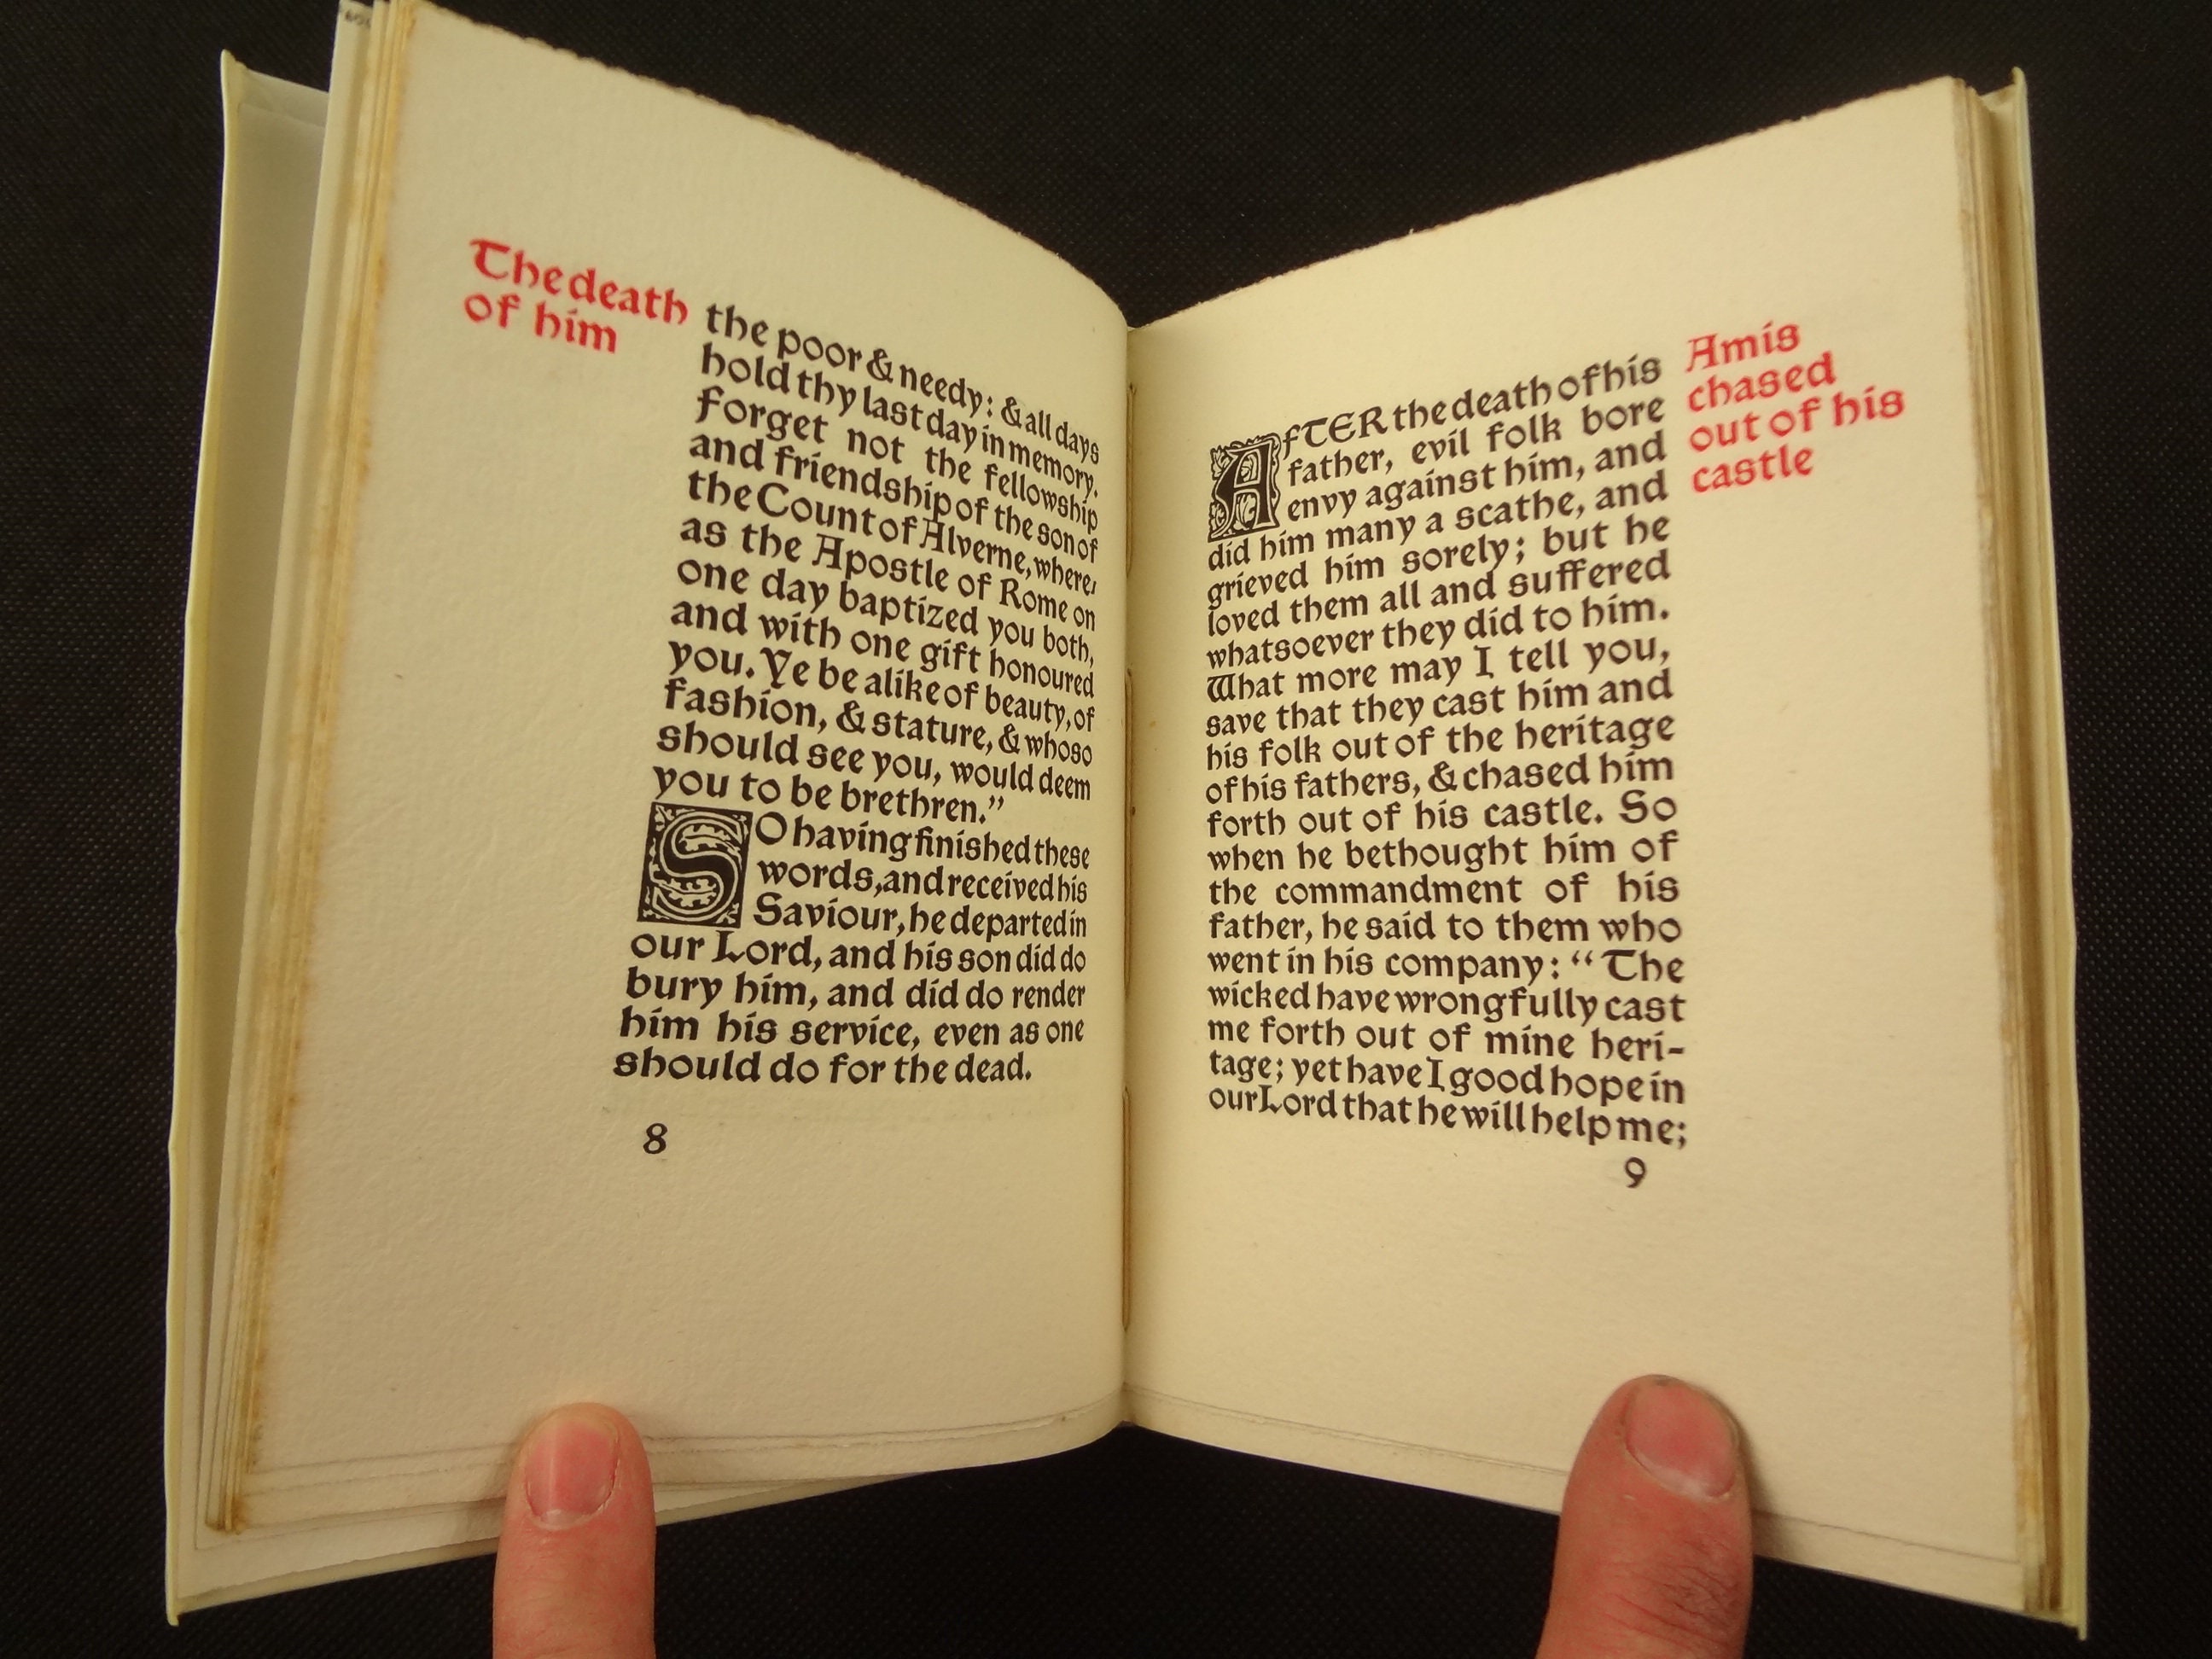 The death
of him
the poor & needy: & all days
hold thy last day in memory.
Forget not the fellowship
and friendship of the son of
the Count of Alverne, where,
as the Apostle of Rome on
one day baptized you both,
and with one gift honoured
you. Ye be alike of beauty, of
fashion, & stature, & whoso
should see you, would deem
you to be brethren.”
SO having finished these
words, and received his
Saviour, he departed in
our Lord, and his son did do
bury him, and did do render
him his service, even as one
should do for the dead.
8
Amis
chased
out of his
castle
AFTER the death of his
father, evil folk bore
envy against him, and
did him many a scathe, and
grieved him sorely; but he
loved them all and suffered
whatsoever they did to him.
What more may I tell you,
save that they cast him and
his folk out of the heritage
of his fathers, & chased him
forth out of his castle. So
when he bethought him of
the commandment of his
father, he said to them who
went in his company: “The
wicked have wrongfully cast
me forth out of mine heri-
tage; yet have I good hope in
our Lord that he will help me;
9